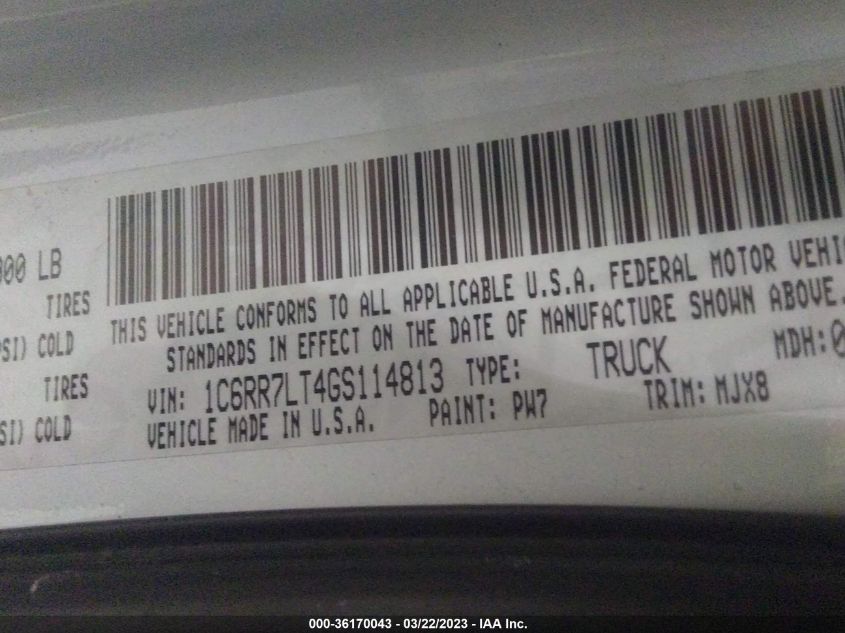 000 LB
TIRES
PSI) COLD
TIRES
SI) COLD
THIS VEHICLE CONFORMS TO ALL APPLICABLE U.S.A. FEDERAL MOTOR VEHI
STANDARDS IN EFFECT ON THE DATE OF MANUFACTURE SHOWN ABOVE.
VIN: 1C6RR7LT4GS114813 TYPE: TRUCK MDH:0
VEHICLE MADE IN U.S.A. PAINT: PW7 TRIM: MJX8
000-36170043 - 03/22/2023 - IAA Inc.